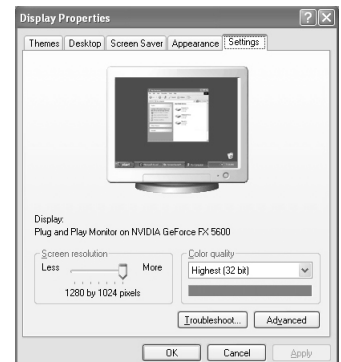 Display Properties
Themes Desktop Screen Saver Appearance Settings
Display:
Plug and Play Monitor on NVIDIA GeForce FX 5600
Screen resolution
Less More
1280 by 1024 pixels
Color quality
Highest (32 bit)
Troubleshoot... Advanced
OK Cancel Apply